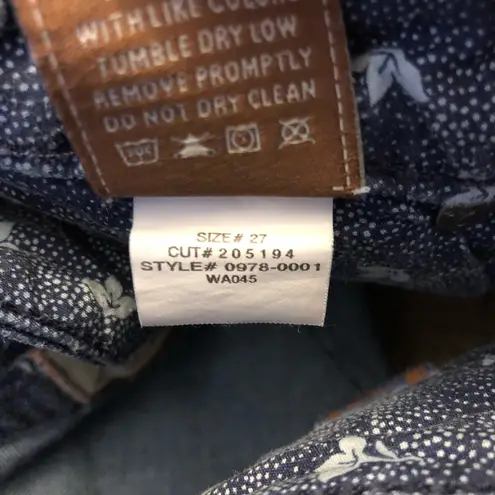 WITH LIKE COLORS
TUMBLE DRY LOW
REMOVE PROMPTLY
DO NOT DRY CLEAN
SIZE# 27
CUT# 205194
STYLE# 0978-0001
WA045